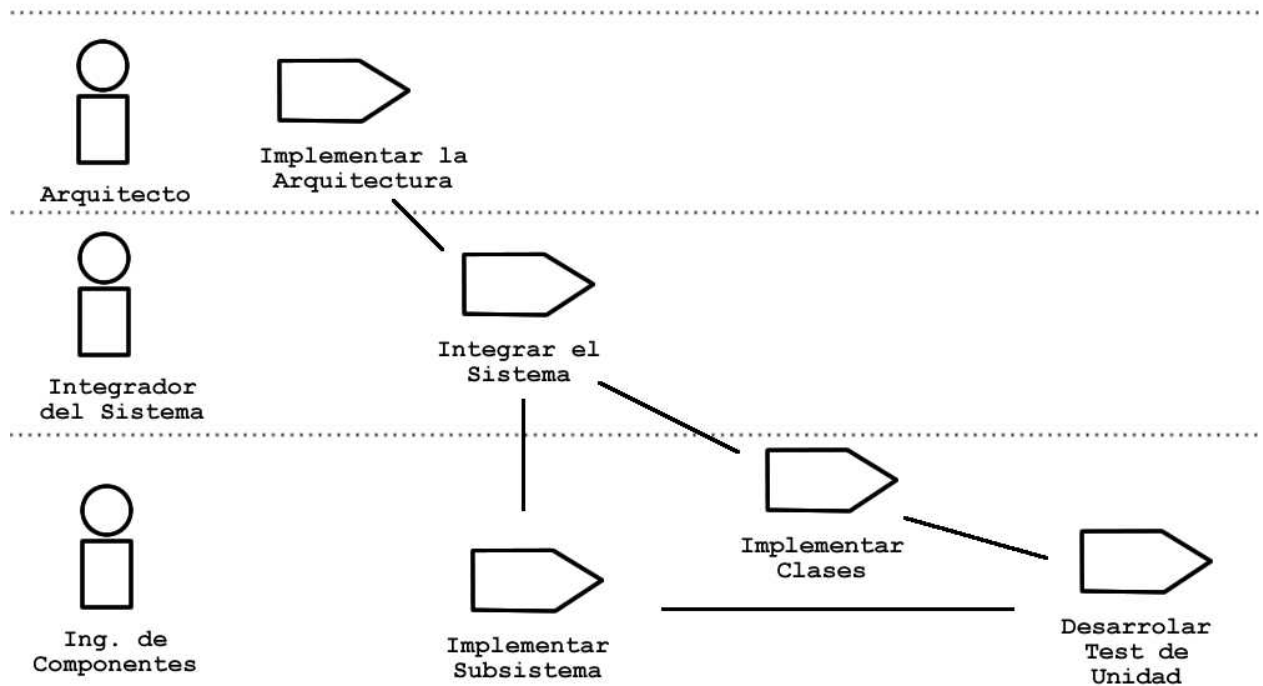 Implementar la
Arquitectura
Arquitecto
Integrar el
Sistema
Integrador
del Sistema
Implementar
Clases
Ing. de
Componentes
Implementar
Subsistema
Desarrolar
Test de
Unidad